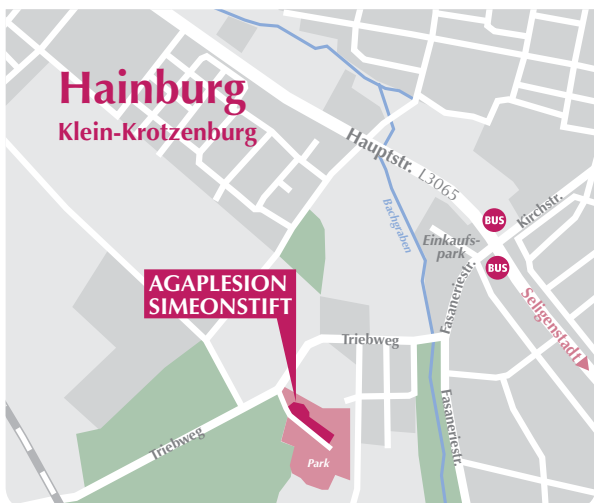 Hainburg
Klein-Krotzenburg
Hauptstr. L3065
Bachgraben
BUS
Kirchstr.
Einkaufs-
park
BUS
Fasaneriestr.
AGAPLESION
SIMEONSTIFT
Seligenstadt
Triebweg
Fasaneriestr.
Triebweg
Park